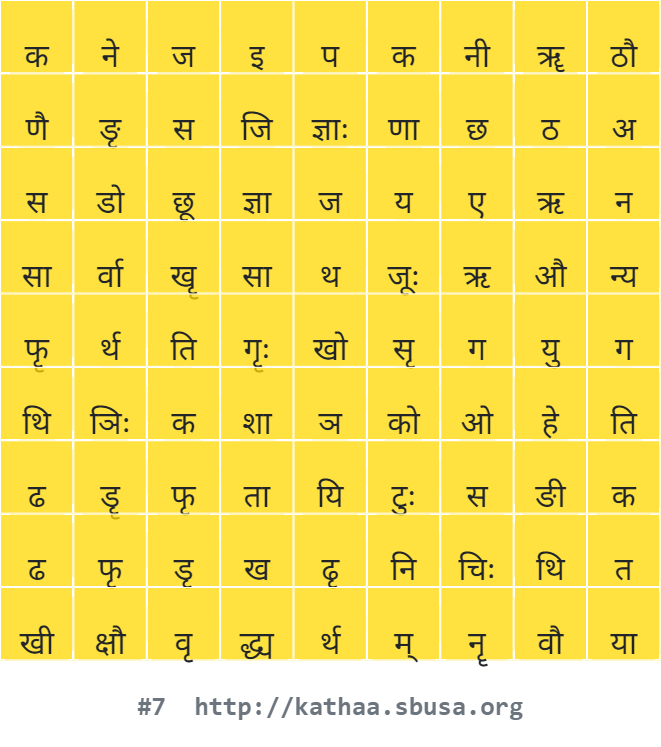 क ने ज इ प क नी ॠ ठौ
णै ङृ स जि ज्ञाः णा छ ठ अ
स डो छू ज्ञा ज य ए ऋ न
सा र्वा खृ सा थ जूः ऋ औ न्य
फृ र्थ ति गृः खो सृ ग यु ग
थि ञिः क शा ञ को ओ हे ति
ढ डृ फृ ता यि टुः स ङी क
ढ फृ डृ ख ढृ नि चिः थि त
खी क्षौ वृ द्ध्य र्थ म् नॄ वौ या
#7 http://kathaa.sbusa.org